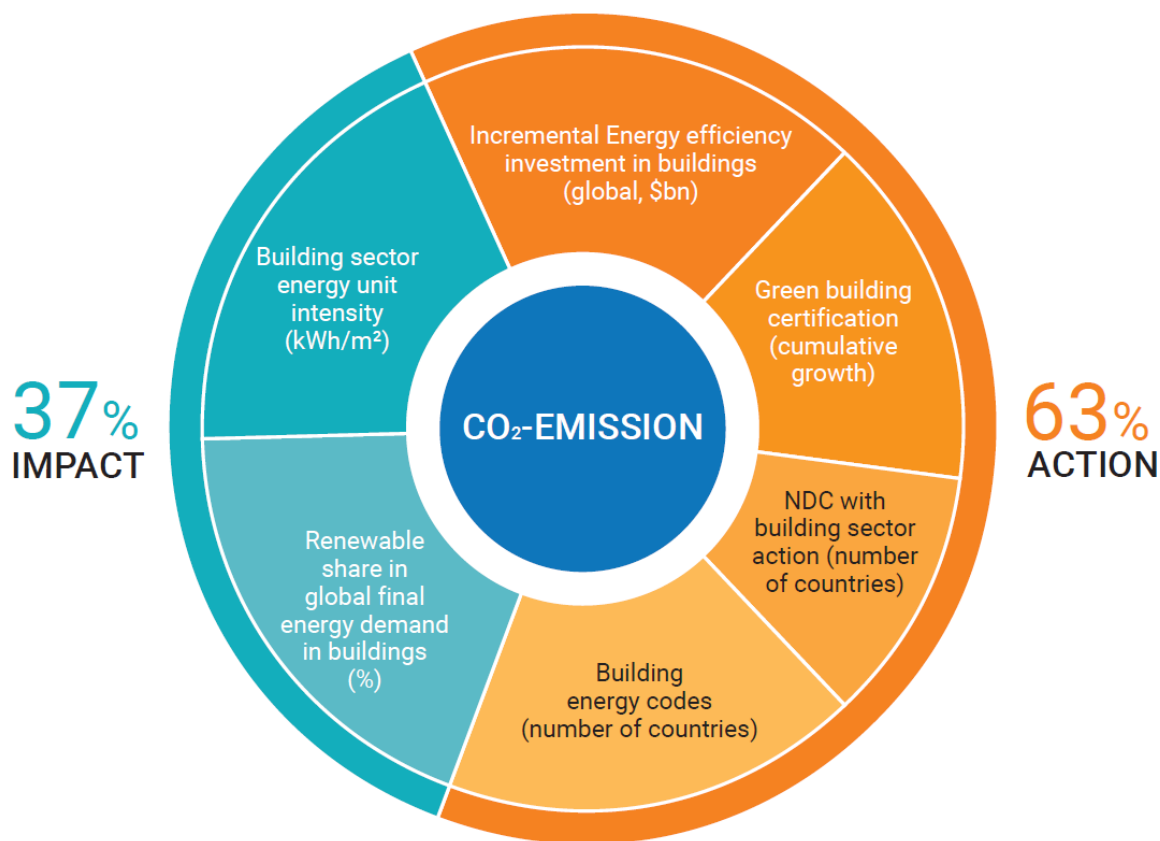 Incremental Energy efficiency
investment in buildings
(global, $bn)
Green building
certification
(cumulative
growth)
NDC with
building sector
action (number
of countries)
Building
energy codes
(number of countries)
Renewable
share in
global final
energy demand
in buildings
(%)
Building sector
energy unit
intensity
(kWh/m²)
CO₂-EMISSION
37%
IMPACT
63%
ACTION